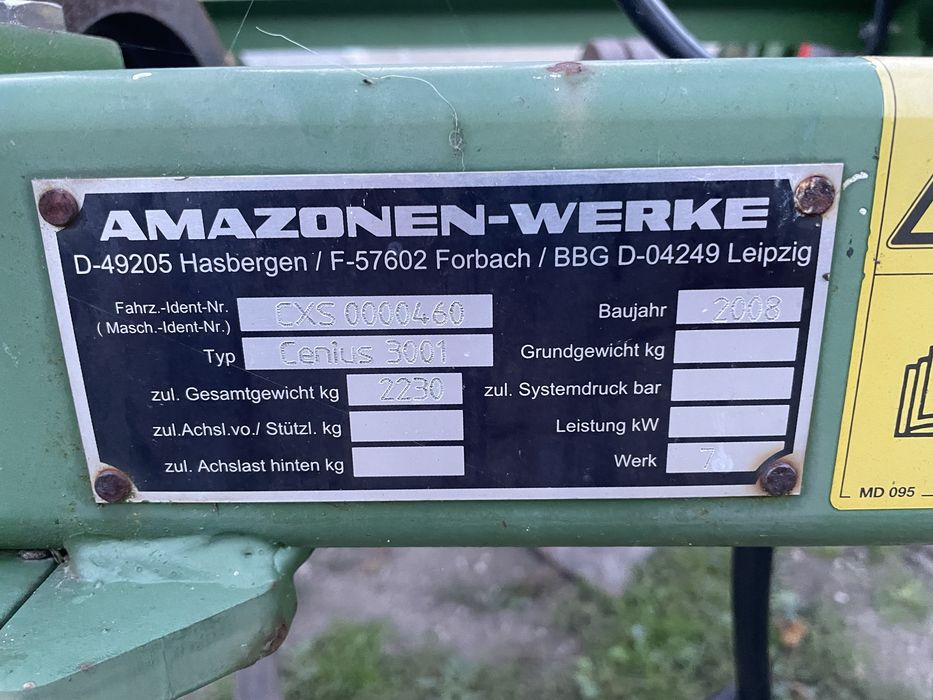 AMAZONEN-WERKE
D-49205 Hasbergen / F-57602 Forbach / BBG D-04249 Leipzig
Fahrz.-Ident-Nr.
( Masch.-Ident-Nr.) CXS 0000460
Typ Cenius 3001
zul. Gesamtgewicht kg 2230
zul.Achsl.vo./ Stützl. kg
zul. Achslast hinten kg
Baujahr 2008
Grundgewicht kg
zul. Systemdruck bar
Leistung kW
Werk
MD 095